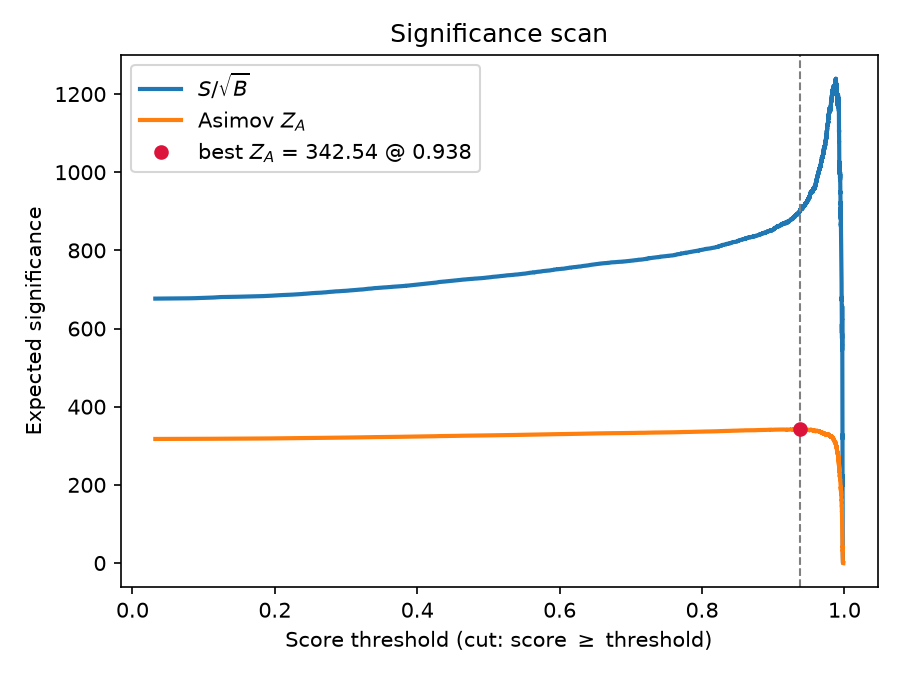 Significance scan
S/√B
Asimov Z_A
best Z_A = 342.54 @ 0.938
Expected significance
1200
1000
800
600
400
200
0
0.0 0.2 0.4 0.6 0.8 1.0
Score threshold (cut: score ≥ threshold)